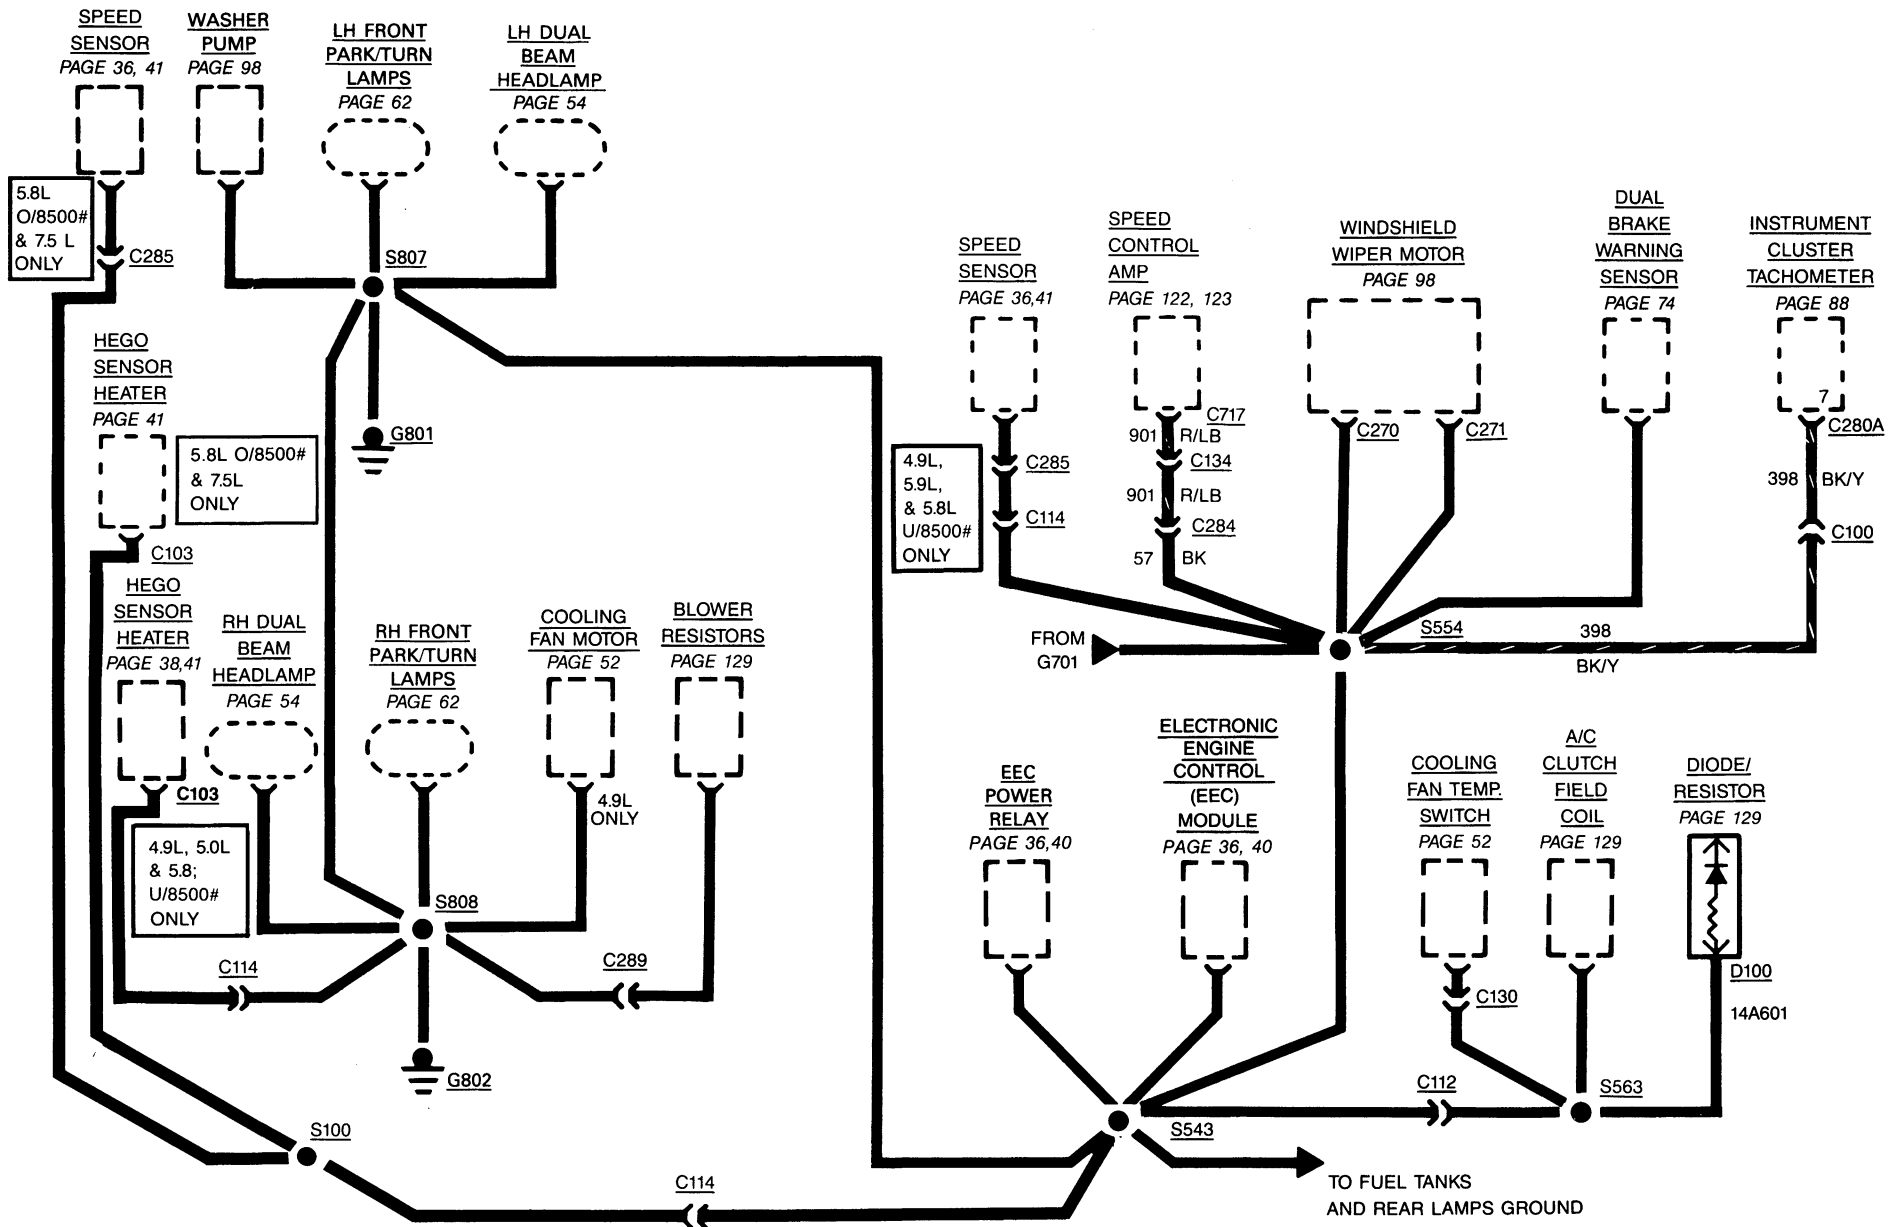 SPEED
SENSOR
PAGE 36, 41
WASHER
PUMP
PAGE 98
LH FRONT
PARK/TURN
LAMPS
PAGE 62
LH DUAL
BEAM
HEADLAMP
PAGE 54
5.8L
O/8500#
& 7.5 L
ONLY
C285
S807
G801
HEGO
SENSOR
HEATER
PAGE 41
5.8L O/8500#
& 7.5L
ONLY
C103
SPEED
SENSOR
PAGE 36,41
SPEED
CONTROL
AMP
PAGE 122, 123
WINDSHIELD
WIPER MOTOR
PAGE 98
DUAL
BRAKE
WARNING
SENSOR
PAGE 74
INSTRUMENT
CLUSTER
TACHOMETER
PAGE 88
7
C280A
398 BK/Y
C100
4.9L,
5.9L,
& 5.8L
U/8500#
ONLY
C285
C114
C717
901 R/LB
C134
901 R/LB
C284
57 BK
C270
C271
FROM
G701
S554
398
BK/Y
HEGO
SENSOR
HEATER
PAGE 38,41
C103
4.9L, 5.0L
& 5.8;
U/8500#
ONLY
RH DUAL
BEAM
HEADLAMP
PAGE 54
RH FRONT
PARK/TURN
LAMPS
PAGE 62
COOLING
FAN MOTOR
PAGE 52
4.9L
ONLY
BLOWER
RESISTORS
PAGE 129
S808
C114
C289
G802
EEC
POWER
RELAY
PAGE 36,40
ELECTRONIC
ENGINE
CONTROL
(EEC)
MODULE
PAGE 36, 40
COOLING
FAN TEMP.
SWITCH
PAGE 52
A/C
CLUTCH
FIELD
COIL
PAGE 129
DIODE/
RESISTOR
PAGE 129
C130
D100
14A601
C112
S563
S543
S100
C114
TO FUEL TANKS
AND REAR LAMPS GROUND